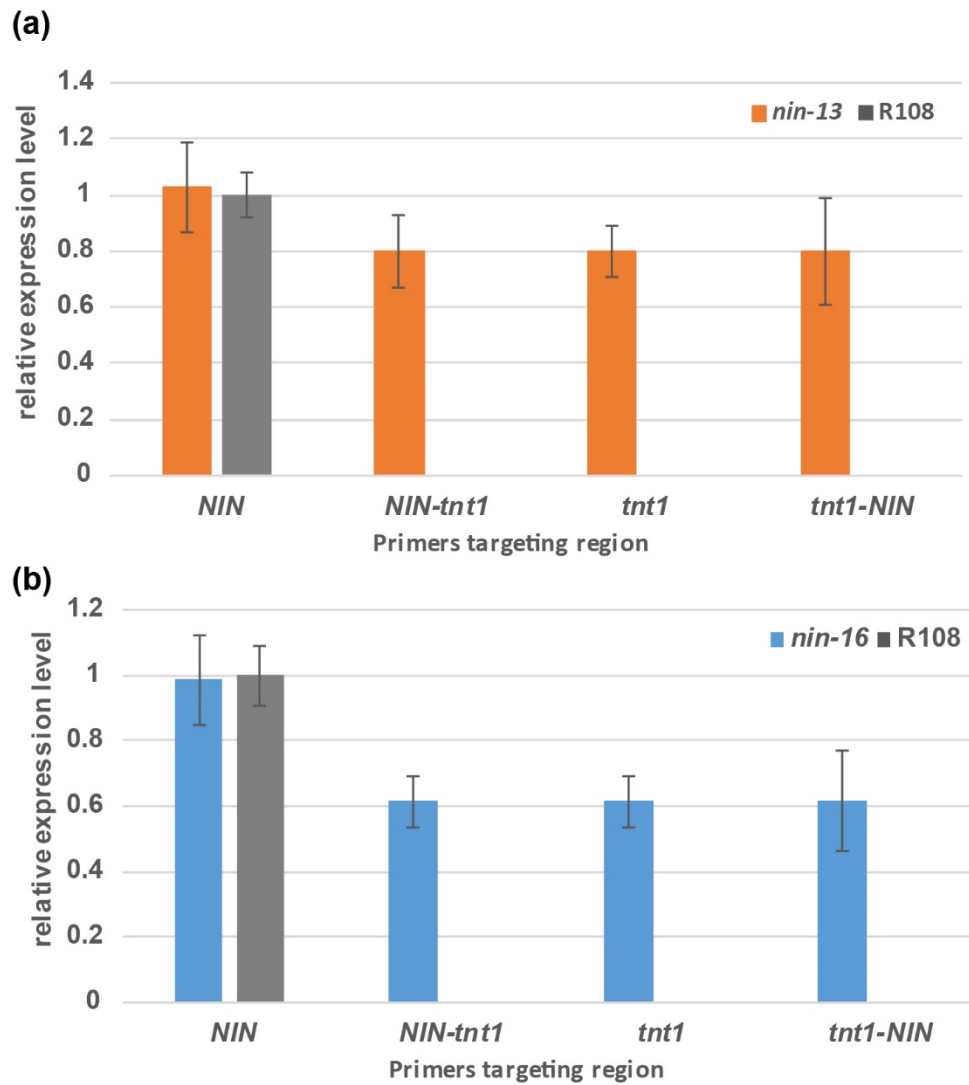 (a)
1.4
nin-13 R108
1.2
1
0.8
0.6
0.4
0.2
0
relative expression level
NIN NIN-tnt1 tnt1 tnt1-NIN
Primers targeting region
(b)
1.2
nin-16 R108
1
0.8
0.6
0.4
0.2
0
relative expression level
NIN NIN-tnt1 tnt1 tnt1-NIN
Primers targeting region